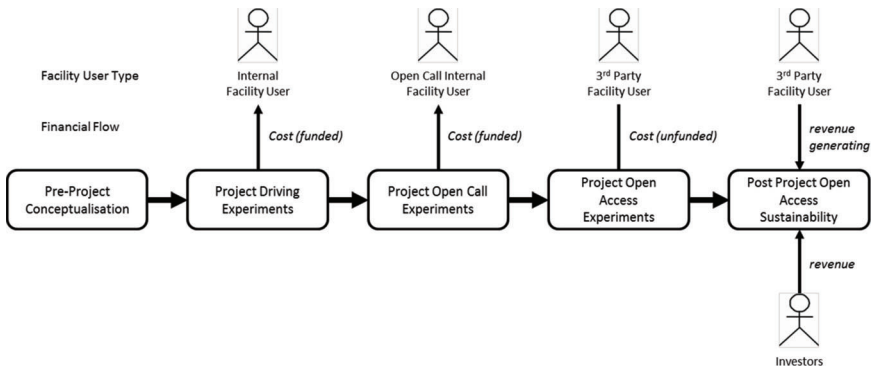 Facility User Type
Internal
Facility User
Open Call Internal
Facility User
3rd Party
Facility User
3rd Party
Facility User
Financial Flow
Cost (funded)
Cost (funded)
Cost (unfunded)
revenue
generating
Pre-Project
Conceptualisation
Project Driving
Experiments
Project Open Call
Experiments
Project Open
Access
Experiments
Post Project Open
Access
Sustainability
revenue
Investors